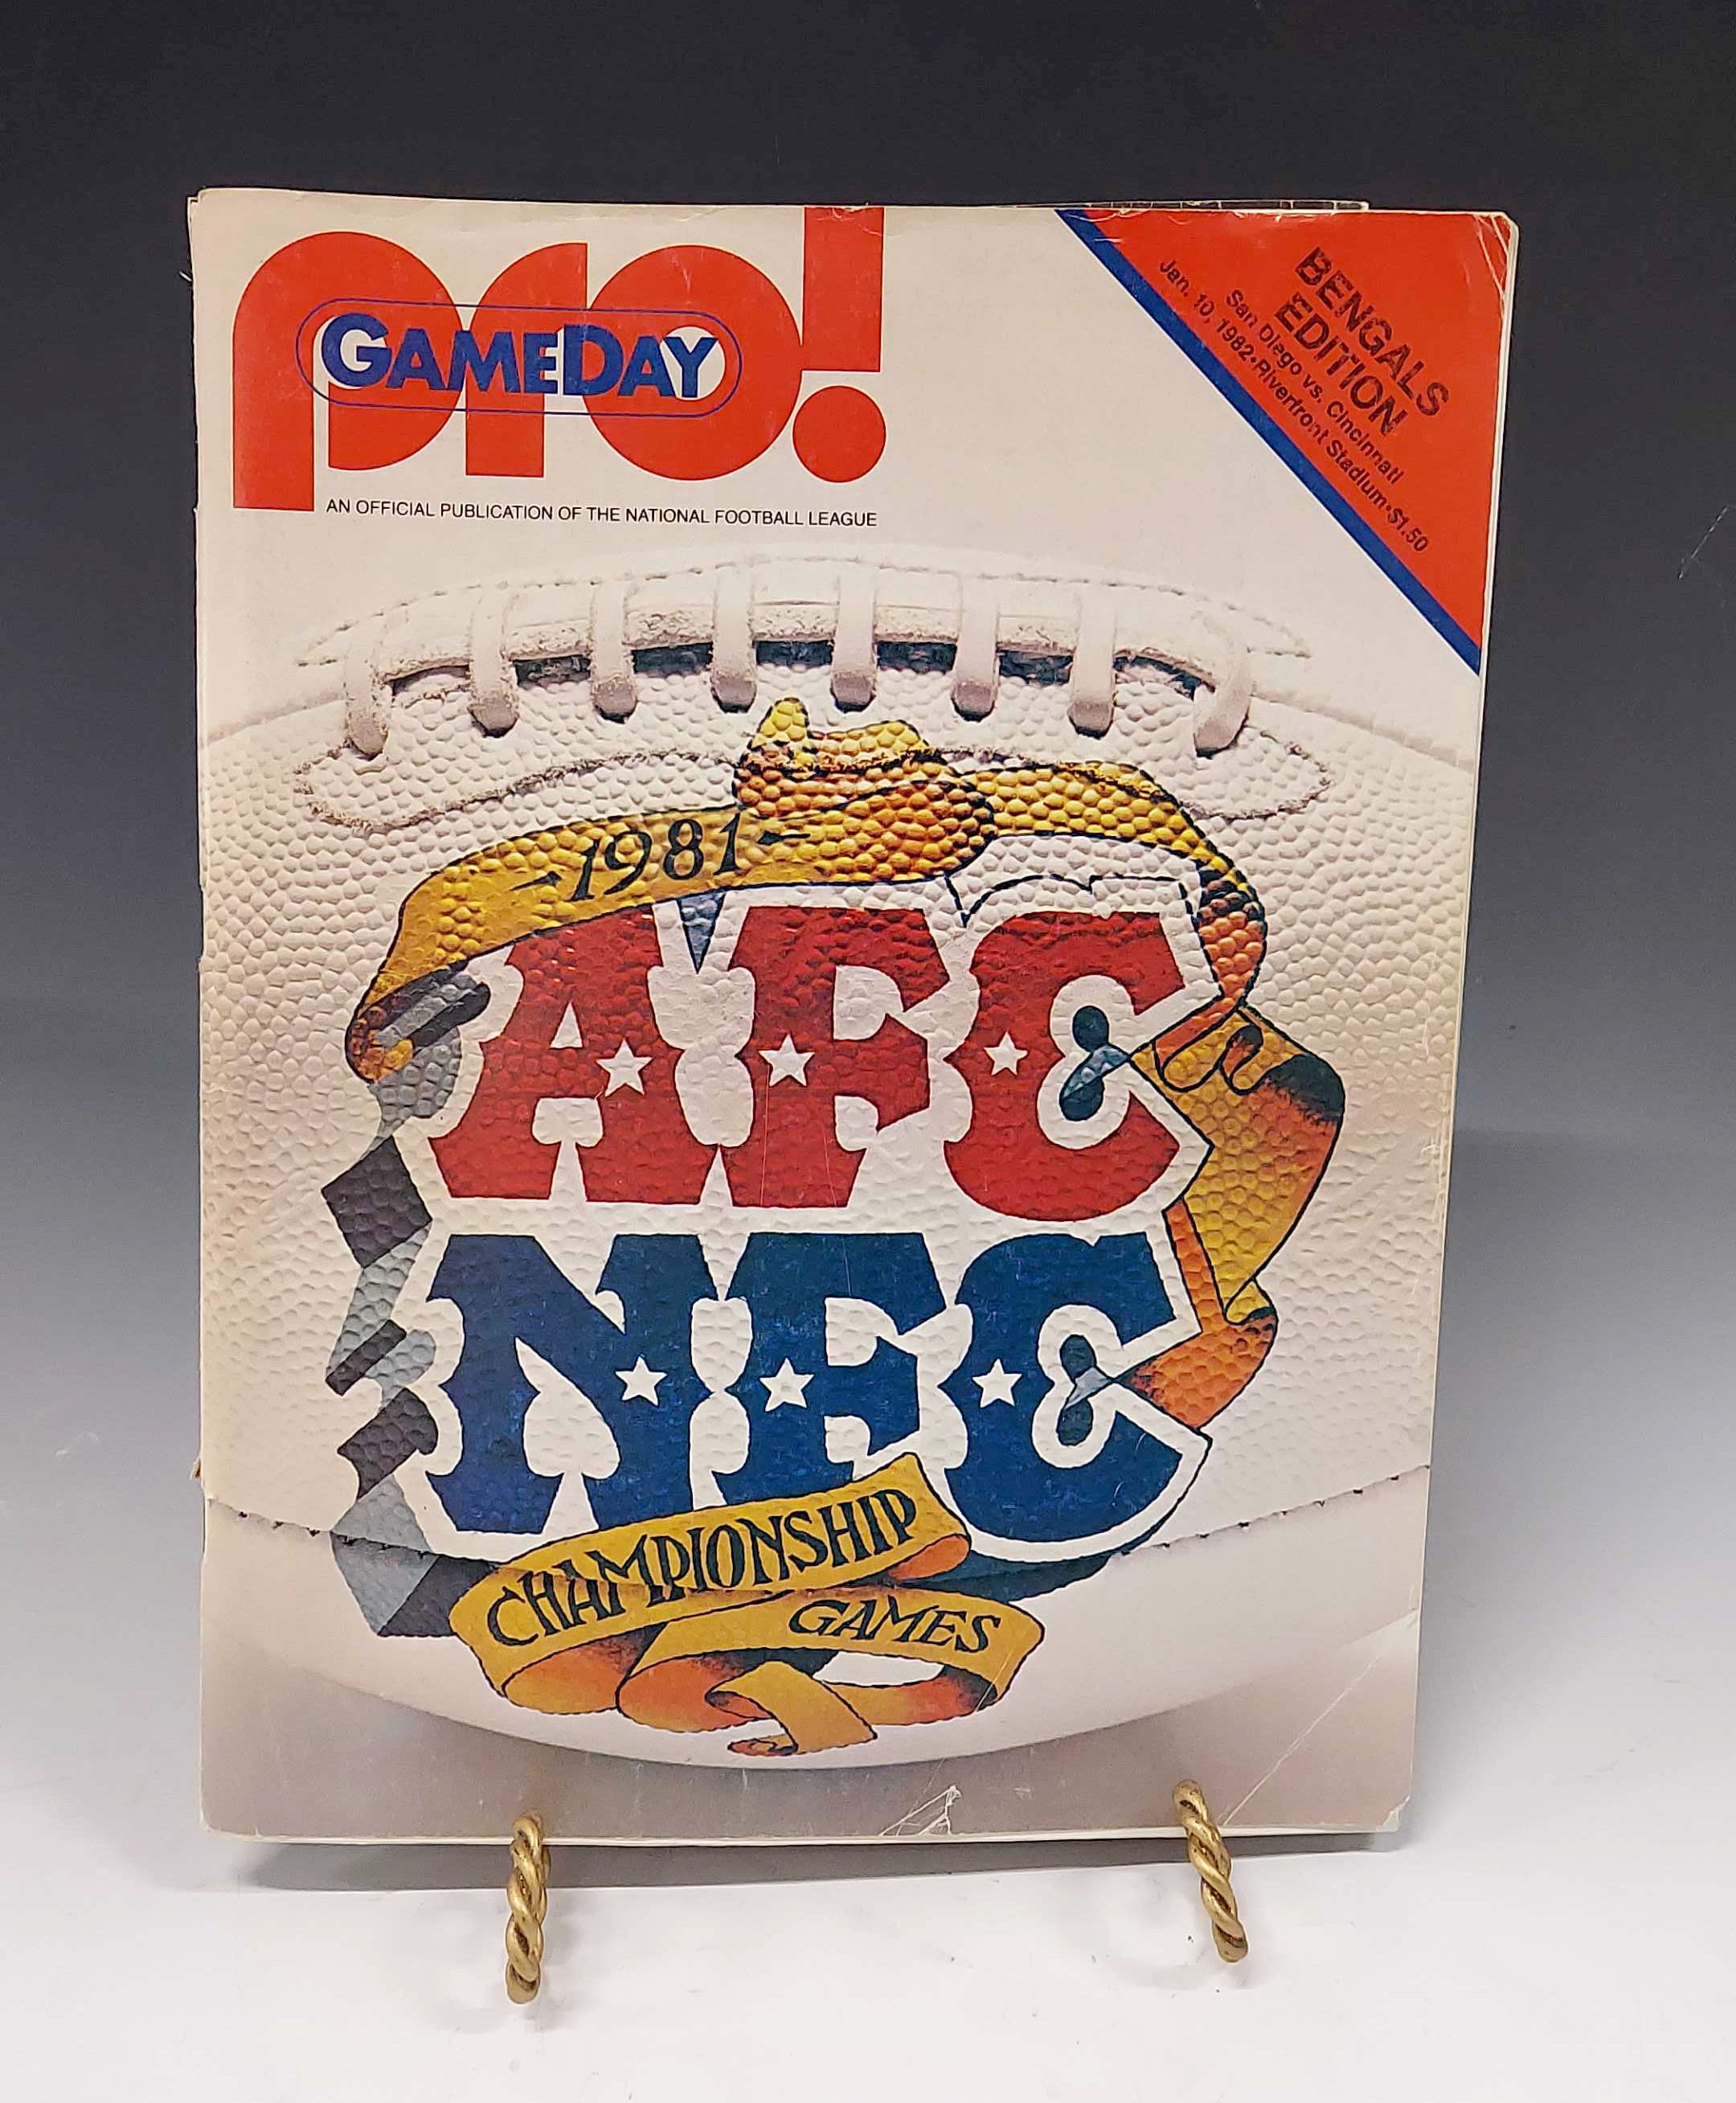 pro!
GAMEDAY
AN OFFICIAL PUBLICATION OF THE NATIONAL FOOTBALL LEAGUE
BENGALS
EDITION
San Diego vs. Cincinnati
Jan. 10, 1982•Riverfront Stadium•$1.50
1981
AFC
NFC
CHAMPIONSHIP
GAMES